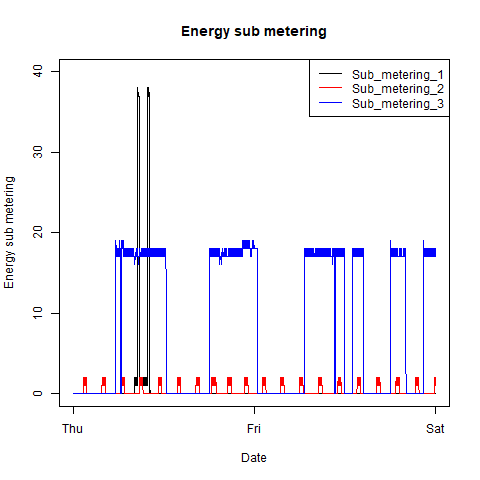 Energy sub metering
Sub_metering_1
Sub_metering_2
Sub_metering_3
Energy sub metering
40
30
20
10
0
Thu
Fri
Sat
Date